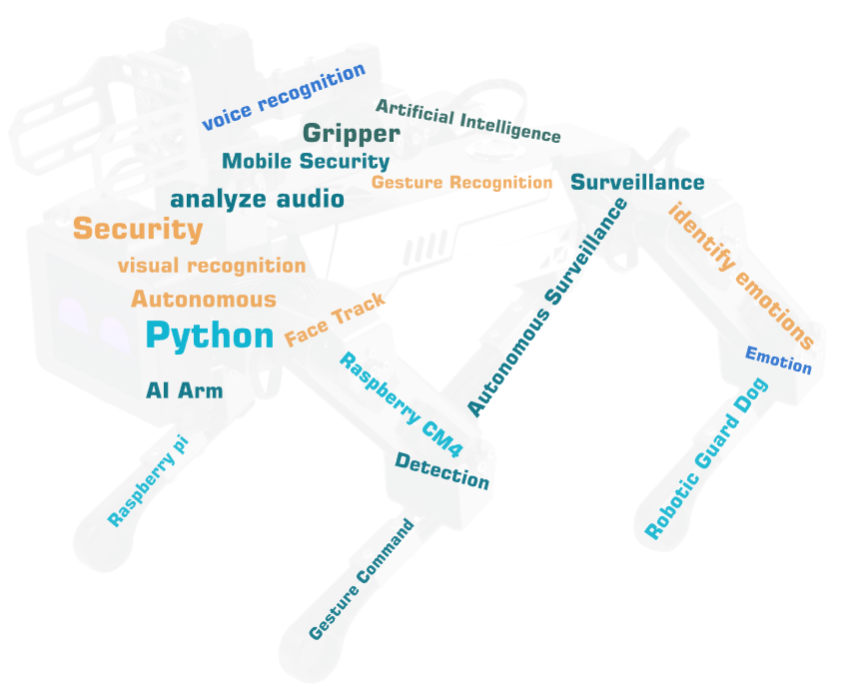 voice recognition
Artificial Intelligence
Gripper
Mobile Security
Gesture Recognition
Surveillance
analyze audio
Security
identify emotions
visual recognition
Autonomous
Autonomous Surveillance
Face Track
Python
Emotion
AI Arm
Raspberry CM4
Raspberry pi
Detection
Robotic Guard Dog
Gesture Command